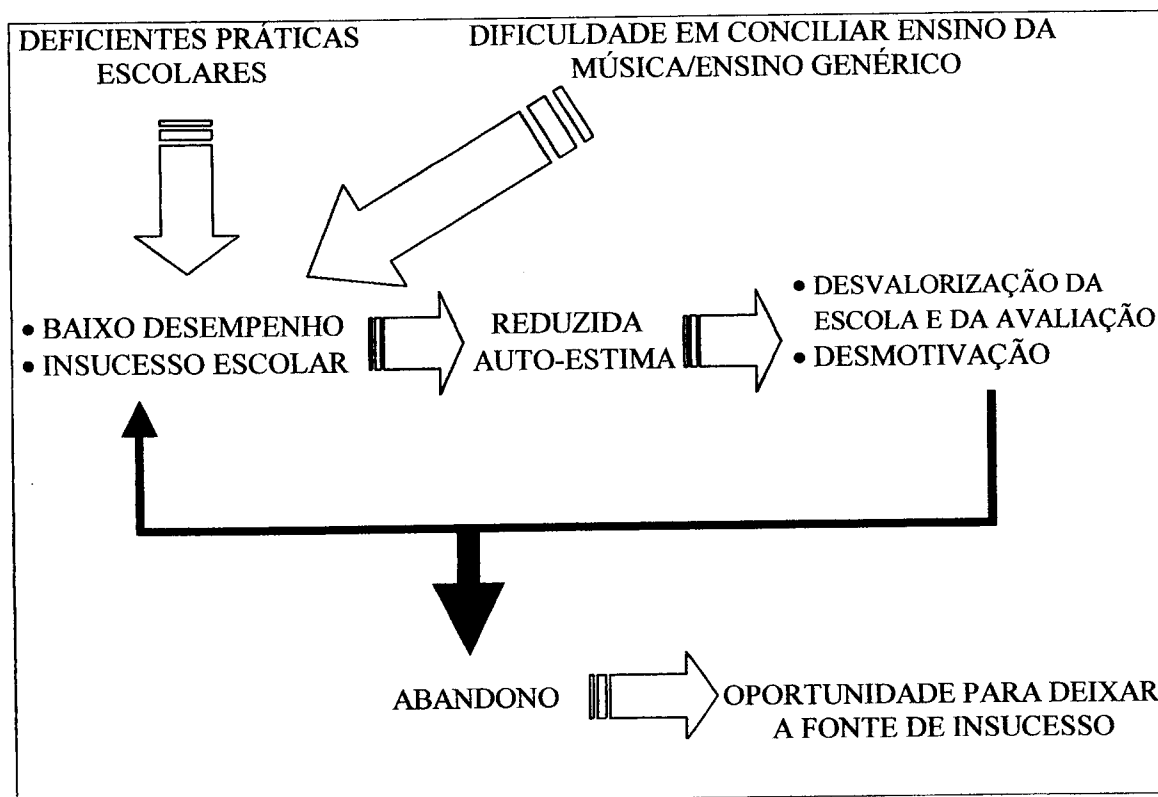 DEFICIENTES PRÁTICAS
ESCOLARES
DIFICULDADE EM CONCILIAR ENSINO DA
MÚSICA/ENSINO GENÉRICO
• BAIXO DESEMPENHO
• INSUCESSO ESCOLAR
REDUZIDA
AUTO-ESTIMA
• DESVALORIZAÇÃO DA
ESCOLA E DA AVALIAÇÃO
• DESMOTIVAÇÃO
ABANDONO
OPORTUNIDADE PARA DEIXAR
A FONTE DE INSUCESSO